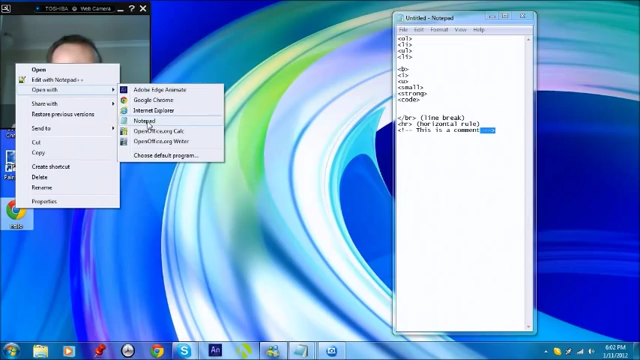 TOSHIBA Web Camera
Open
Edit with Notepad++
Open with
Share with
Restore previous versions
Send to
Cut
Copy
Create shortcut
Delete
Rename
Properties
Adobe Edge Animate
Google Chrome
Internet Explorer
Notepad
OpenOffice.org Calc
OpenOffice.org Writer
Choose default program...
Untitled - Notepad
File Edit Format View Help
<ol>
<li>
<ul>
<li>
<b>
<i>
<u>
<small>
<strong>
<code>
</br> (line break)
<hr> (horizontal rule)
<!-- This is a comment -->
An
6:02 PM